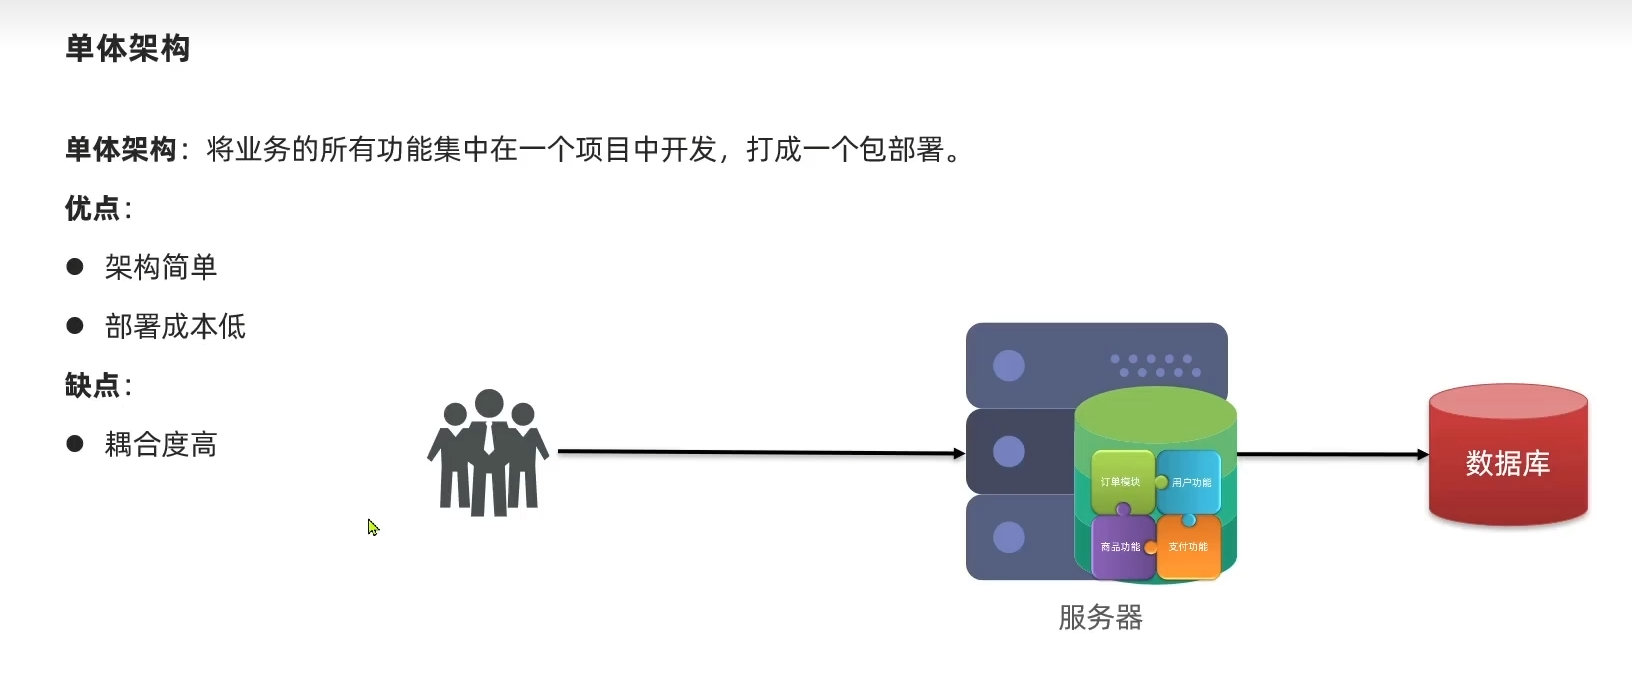 单体架构
单体架构：将业务的所有功能集中在一个项目中开发，打成一个包部署。
优点：
● 架构简单
● 部署成本低
缺点：
● 耦合度高
订单模块
用户功能
商品功能
支付功能
服务器
数据库